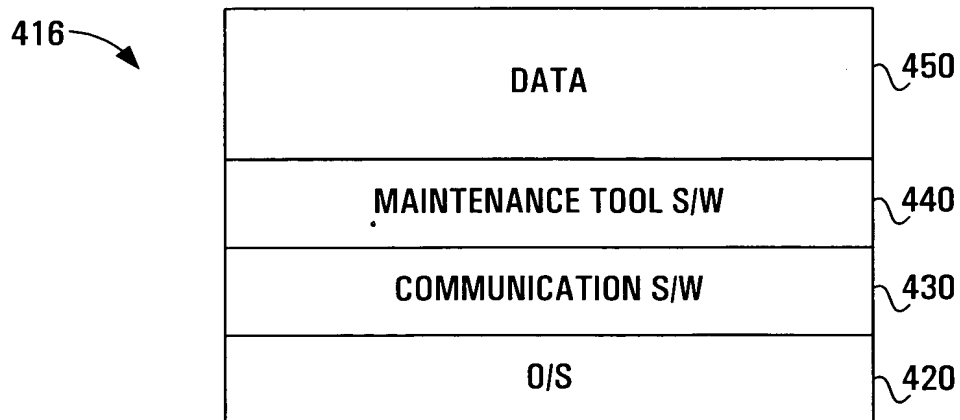 416
DATA
450
MAINTENANCE TOOL S/W
440
COMMUNICATION S/W
430
O/S
420